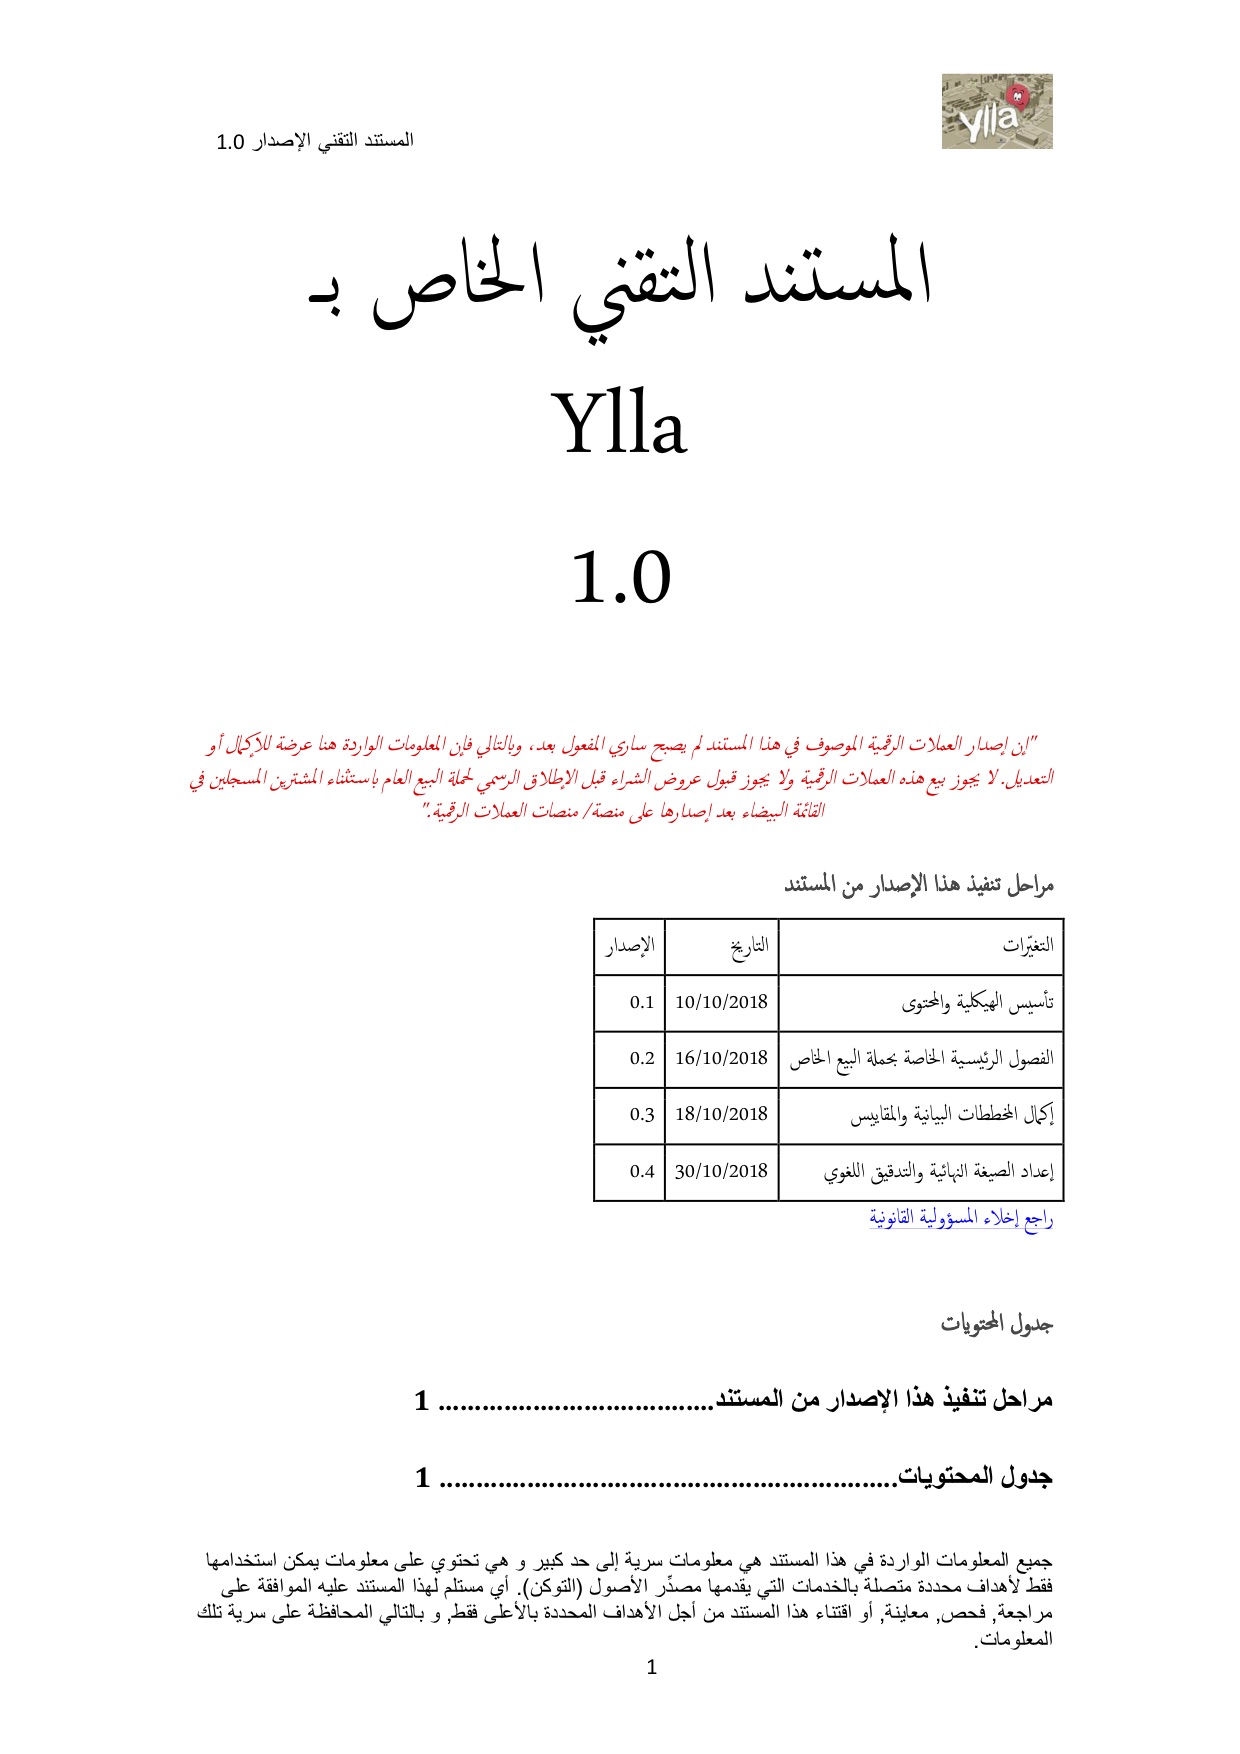 ylla
المستند التقني الإصدار 1.0
المستند التقني الخاص بـ
Ylla
1.0
"إن إصدار العملات الرقمية الموصوف في هذا المستند لم يصبح ساري المفعول بعد، وبالتالي فإن المعلومات الواردة هنا عرضة للإكمال أو
التعديل. لا يجوز بيع هذه العملات الرقمية ولا يجوز قبول عروض الشراء قبل الإطلاق الرسمي لحملة البيع العام باستثناء المشترين المسجلين في
القائمة البيضاء بعد إصدارها على منصة/ منصات العملات الرقمية."
مراحل تنفيذ هذا الإصدار من المستند
التغيّرات التاريخ الإصدار
تأسيس الهيكلية والمحتوى 10/10/2018 0.1
الفصول الرئيسية الخاصة بحملة البيع الخاص 16/10/2018 0.2
إكمال المخططات البيانية والمقاييس 18/10/2018 0.3
إعداد الصيغة النهائية والتدقيق اللغوي 30/10/2018 0.4
راجع إخلاء المسؤولية القانونية
جدول المحتويات
مراحل تنفيذ هذا الإصدار من المستند...................................... 1
جدول المحتويات............................................................... 1
جميع المعلومات الواردة في هذا المستند هي معلومات سرية إلى حد كبير و هي تحتوي على معلومات يمكن استخدامها
فقط لأهداف محددة متصلة بالخدمات التي يقدمها مصدِّر الأصول (التوكن). أي مستلم لهذا المستند عليه الموافقة على
مراجعة, فحص, معاينة, أو اقتناء هذا المستند من أجل الأهداف المحددة بالأعلى فقط, و بالتالي المحافظة على سرية تلك
المعلومات.
1